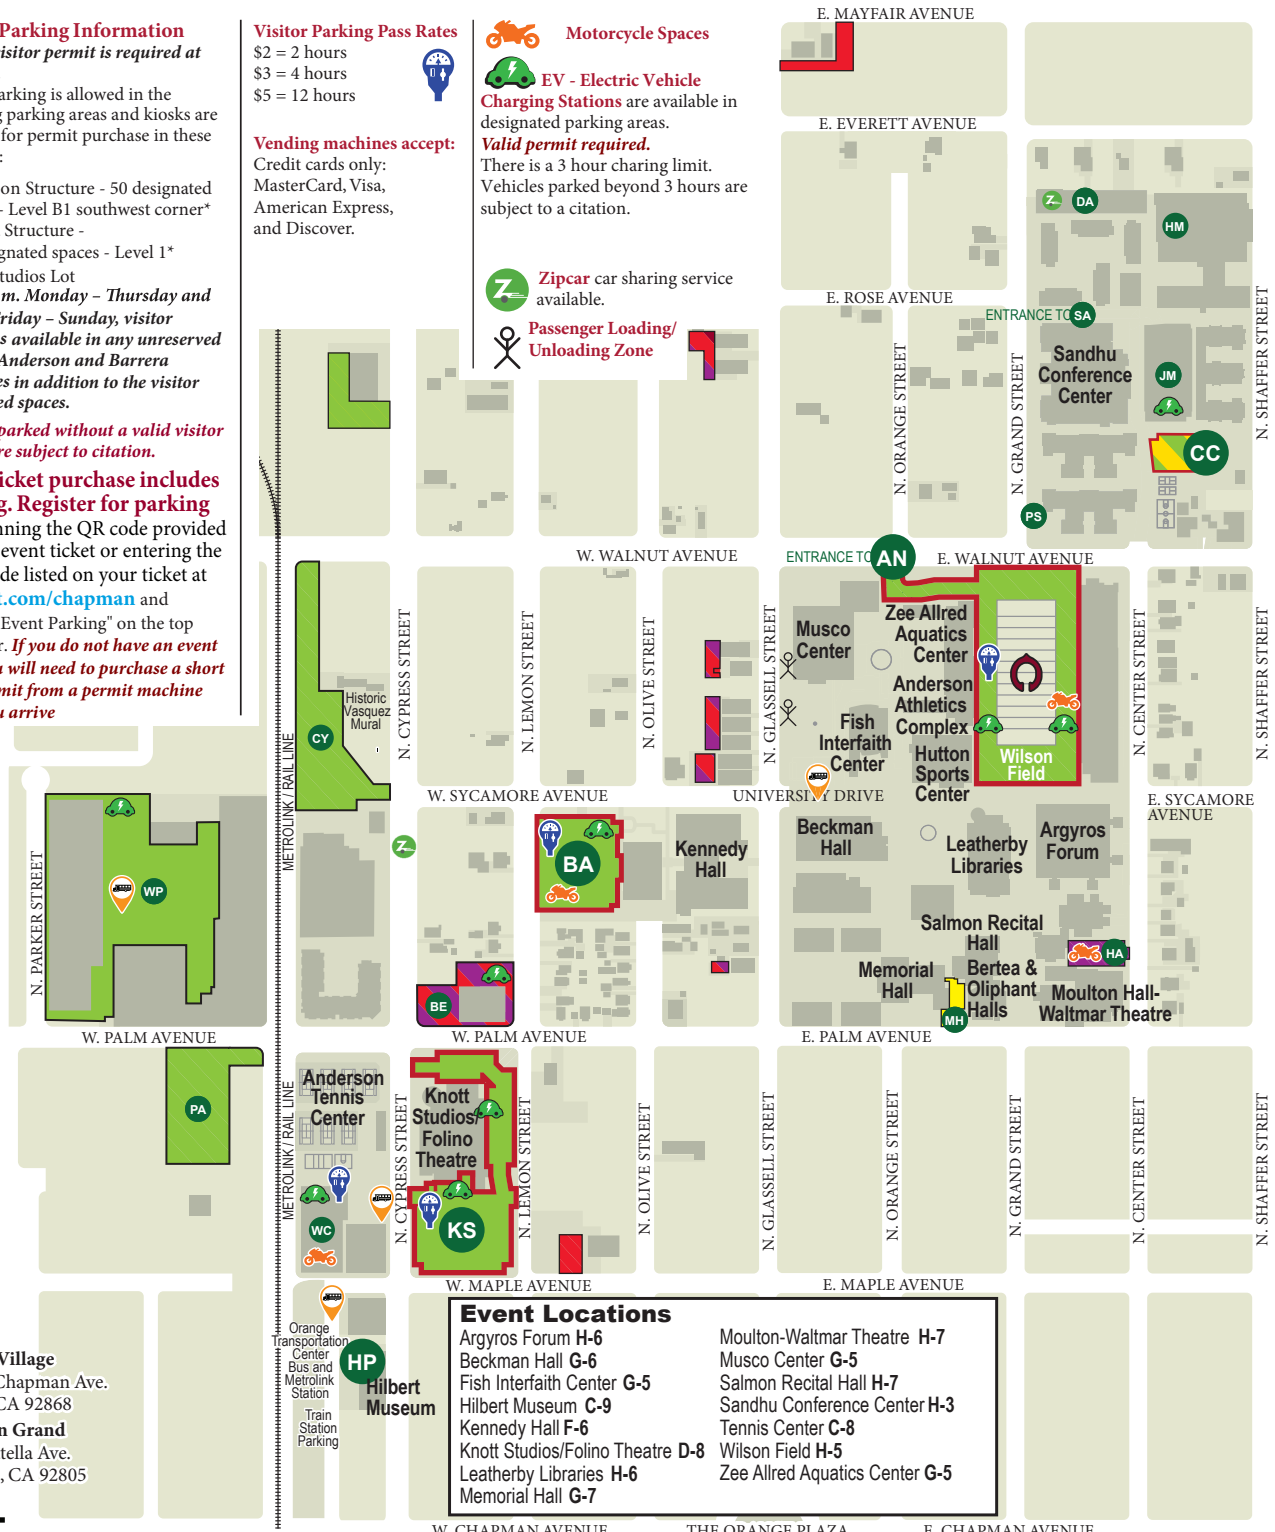 Parking Information
isitor permit is required at
arking is allowed in the
g parking areas and kiosks are
for permit purchase in these
:
on Structure - 50 designated
- Level B1 southwest corner*
Structure -
gnated spaces - Level 1*
tudios Lot
m. Monday – Thursday and
riday – Sunday, visitor
s available in any unreserved
Anderson and Barrera
es in addition to the visitor
ed spaces.
parked without a valid visitor
re subject to citation.
icket purchase includes
g. Register for parking
nning the QR code provided
event ticket or entering the
de listed on your ticket at
t.com/chapman and
"Event Parking" on the top
r. If you do not have an event
u will need to purchase a short
mit from a permit machine
u arrive
Visitor Parking Pass Rates
$2 = 2 hours
$3 = 4 hours
$5 = 12 hours
Vending machines accept:
Credit cards only:
MasterCard, Visa,
American Express,
and Discover.
Motorcycle Spaces
EV - Electric Vehicle
Charging Stations are available in
designated parking areas.
Valid permit required.
There is a 3 hour charing limit.
Vehicles parked beyond 3 hours are
subject to a citation.
Z
Zipcar car sharing service
available.
Passenger Loading/
Unloading Zone
E. MAYFAIR AVENUE
E. EVERETT AVENUE
Z
DA
HM
E. ROSE AVENUE
ENTRANCE TO SA
Sandhu
Conference
Center
JM
CC
PS
N. ORANGE STREET
N. GRAND STREET
N. SHAFFER STREET
W. WALNUT AVENUE
ENTRANCE TO AN
E. WALNUT AVENUE
Zee Allred
Aquatics
Center
Musco
Center
Anderson
Athletics
Complex
Fish
Interfaith
Center
Hutton
Sports
Center
Wilson
Field
Historic
Vasquez
Mural
CY
METROLINK / RAIL LINE
N. CYPRESS STREET
N. LEMON STREET
N. OLIVE STREET
N. GLASSELL STREET
N. CENTER STREET
N. SHAFFER STREET
W. SYCAMORE AVENUE
UNIVERSITY DRIVE
E. SYCAMORE
AVENUE
N. PARKER STREET
WP
Z
BA
Kennedy
Hall
Beckman
Hall
Leatherby
Libraries
Argyros
Forum
Salmon Recital
Hall
HA
Memorial
Hall
Bertea &
Oliphant
Halls
Moulton Hall-
Waltmar Theatre
BE
MH
W. PALM AVENUE
W. PALM AVENUE
E. PALM AVENUE
PA
METROLINK / RAIL LINE
Anderson
Tennis
Center
Knott
Studios/
Folino
Theatre
WC
KS
N. CYPRESS STREET
N. LEMON STREET
N. OLIVE STREET
N. GLASSELL STREET
N. ORANGE STREET
N. GRAND STREET
N. CENTER STREET
N. SHAFFER STREET
W. MAPLE AVENUE
E. MAPLE AVENUE
Orange
Transportation
Center
Bus and
Metrolink
Station
Train
Station
Parking
HP
Hilbert
Museum
Event Locations
Argyros Forum H-6
Beckman Hall G-6
Fish Interfaith Center G-5
Hilbert Museum C-9
Kennedy Hall F-6
Knott Studios/Folino Theatre D-8
Leatherby Libraries H-6
Memorial Hall G-7
Moulton-Waltmar Theatre H-7
Musco Center G-5
Salmon Recital Hall H-7
Sandhu Conference Center H-3
Tennis Center C-8
Wilson Field H-5
Zee Allred Aquatics Center G-5
Village
Chapman Ave.
CA 92868
n Grand
tella Ave.
, CA 92805
W. CHAPMAN AVENUE
THE ORANGE PLAZA
E. CHAPMAN AVENUE